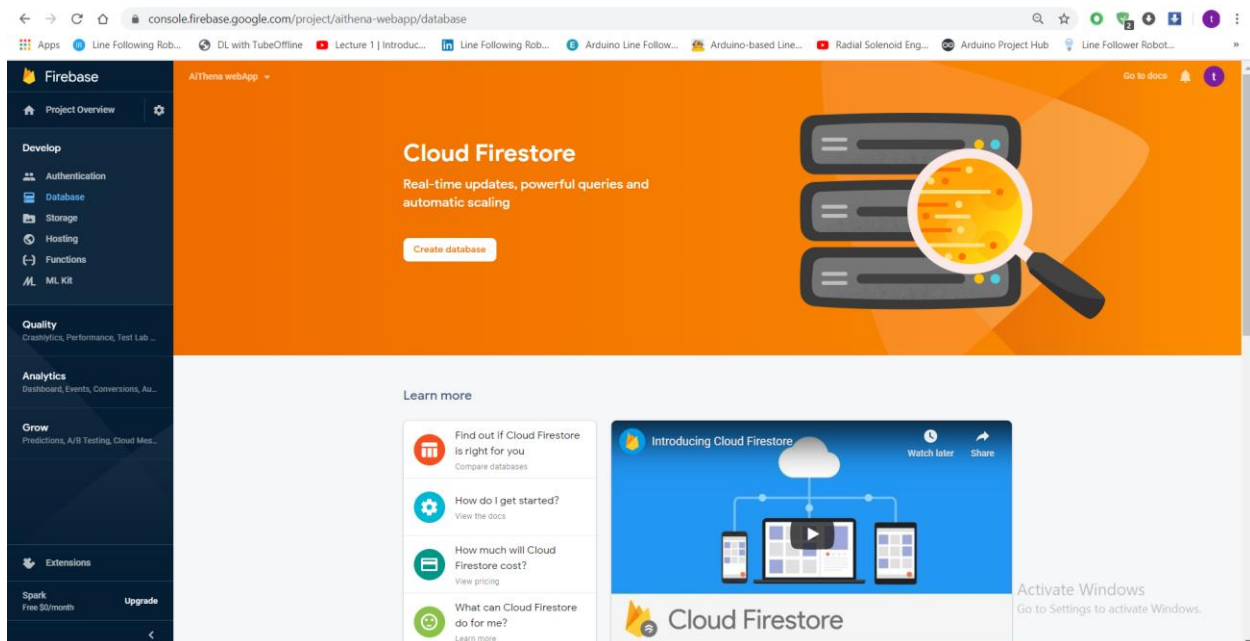 console.firebase.google.com/project/aithena-webapp/database
Apps
Line Following Rob...
DL with TubeOffline
Lecture 1 | Introduc...
Line Following Rob...
Arduino Line Follow...
Arduino-based Line...
Radial Solenoid Eng...
Arduino Project Hub
Line Follower Robot...
Firebase
AiThena webApp
Go to docs
t
Project Overview
Develop
Authentication
Database
Storage
Hosting
Functions
ML Kit
Quality
Crashlytics, Performance, Test Lab ...
Analytics
Dashboard, Events, Conversions, Au...
Grow
Predictions, A/B Testing, Cloud Mes...
Extensions
Spark
Free $0/month
Upgrade
Cloud Firestore
Real-time updates, powerful queries and
automatic scaling
Create database
Learn more
Find out if Cloud Firestore
is right for you
Compare databases
How do I get started?
View the docs
How much will Cloud
Firestore cost?
View pricing
What can Cloud Firestore
do for me?
Learn more
Introducing Cloud Firestore
Watch later
Share
Cloud Firestore
Activate Windows
Go to Settings to activate Windows.